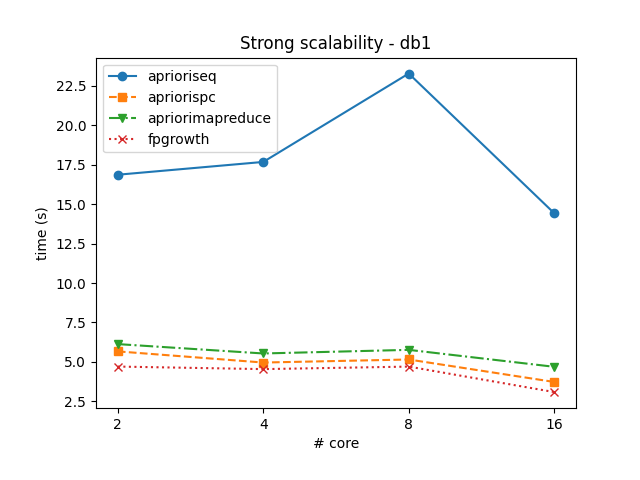 Strong scalability - db1
aprioriseq
apriorispc
apriorimapreduce
fpgrowth
time (s)
22.5
20.0
17.5
15.0
12.5
10.0
7.5
5.0
2.5
2 4 8 16
# core